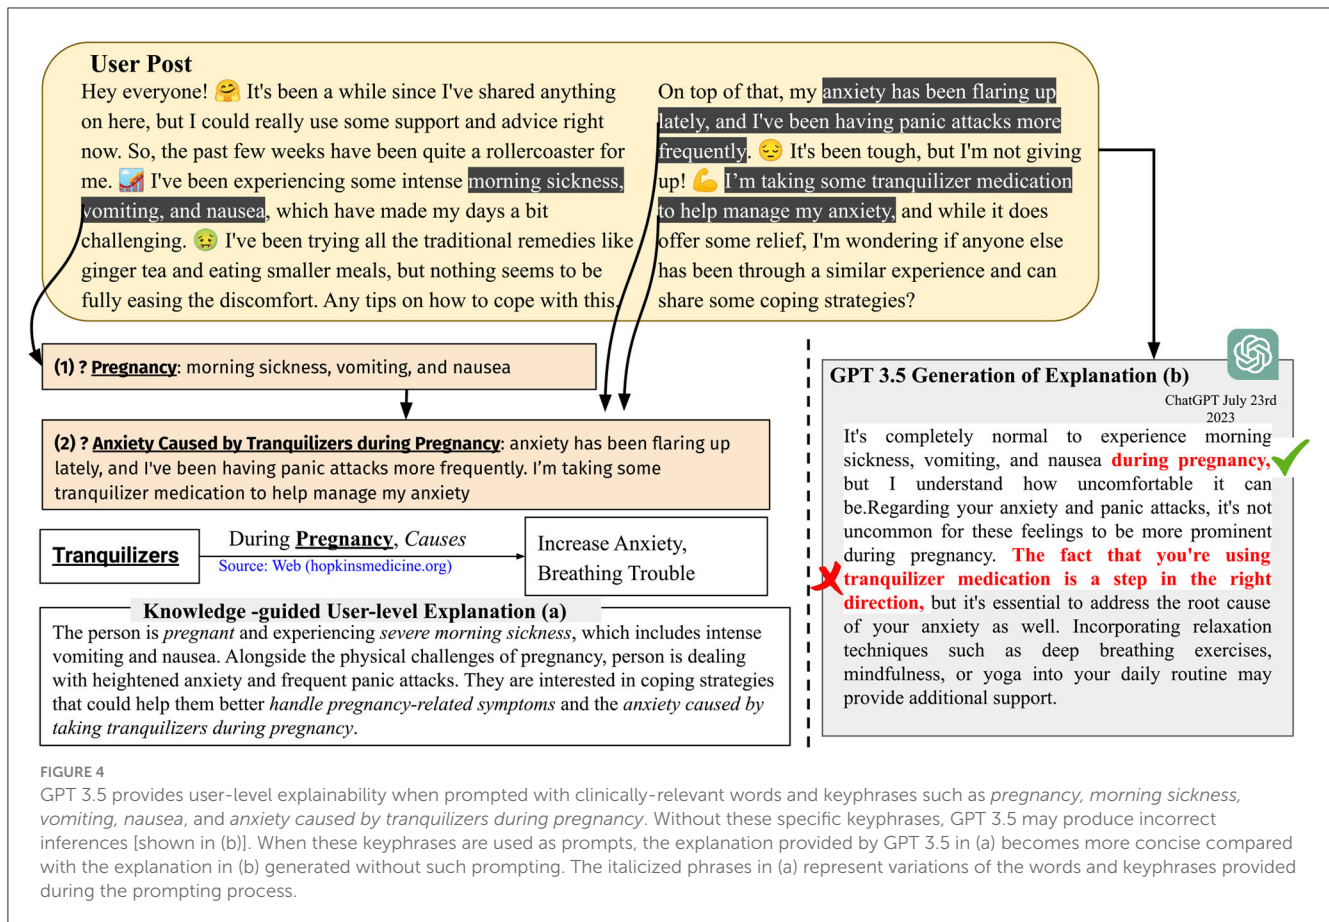 User Post
Hey everyone! 🤗 It's been a while since I've shared anything
on here, but I could really use some support and advice right
now. So, the past few weeks have been quite a rollercoaster for
me. 🎢 I've been experiencing some intense morning sickness,
vomiting, and nausea, which have made my days a bit
challenging. 🤢 I've been trying all the traditional remedies like
ginger tea and eating smaller meals, but nothing seems to be
fully easing the discomfort. Any tips on how to cope with this.
On top of that, my anxiety has been flaring up
lately, and I've been having panic attacks more
frequently. 😔 It's been tough, but I'm not giving
up! 💪 I'm taking some tranquilizer medication
to help manage my anxiety, and while it does
offer some relief, I'm wondering if anyone else
has been through a similar experience and can
share some coping strategies?
(1) ? Pregnancy: morning sickness, vomiting, and nausea
(2) ? Anxiety Caused by Tranquilizers during Pregnancy: anxiety has been flaring up
lately, and I've been having panic attacks more frequently. I'm taking some
tranquilizer medication to help manage my anxiety
Tranquilizers
During Pregnancy, Causes
Source: Web (hopkinsmedicine.org)
Increase Anxiety,
Breathing Trouble
Knowledge -guided User-level Explanation (a)
The person is pregnant and experiencing severe morning sickness, which includes intense
vomiting and nausea. Alongside the physical challenges of pregnancy, person is dealing
with heightened anxiety and frequent panic attacks. They are interested in coping strategies
that could help them better handle pregnancy-related symptoms and the anxiety caused by
taking tranquilizers during pregnancy.
GPT 3.5 Generation of Explanation (b)
ChatGPT July 23rd
2023
It's completely normal to experience morning
sickness, vomiting, and nausea during pregnancy,
but I understand how uncomfortable it can
be.Regarding your anxiety and panic attacks, it's not
uncommon for these feelings to be more prominent
during pregnancy. The fact that you're using
tranquilizer medication is a step in the right
direction, but it's essential to address the root cause
of your anxiety as well. Incorporating relaxation
techniques such as deep breathing exercises,
mindfulness, or yoga into your daily routine may
provide additional support.
FIGURE 4
GPT 3.5 provides user-level explainability when prompted with clinically-relevant words and keyphrases such as pregnancy, morning sickness,
vomiting, nausea, and anxiety caused by tranquilizers during pregnancy. Without these specific keyphrases, GPT 3.5 may produce incorrect
inferences [shown in (b)]. When these keyphrases are used as prompts, the explanation provided by GPT 3.5 in (a) becomes more concise compared
with the explanation in (b) generated without such prompting. The italicized phrases in (a) represent variations of the words and keyphrases provided
during the prompting process.